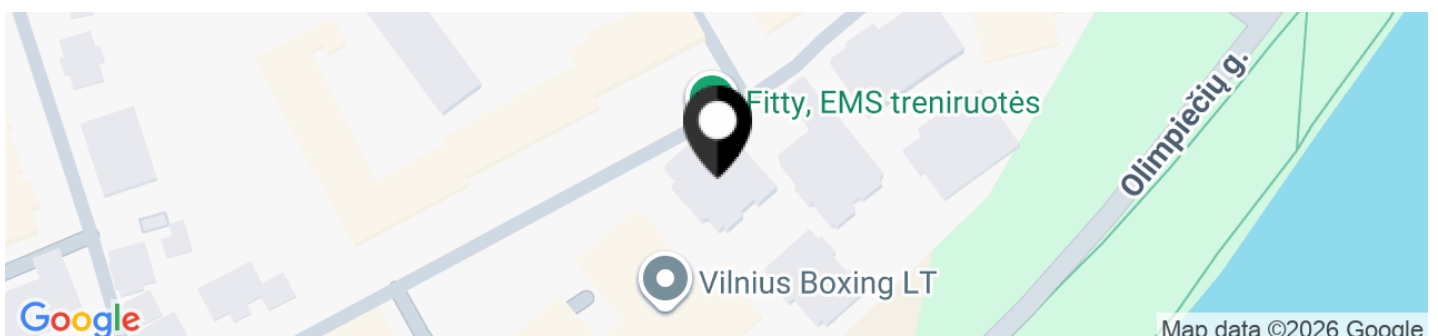 Fitty, EMS treniruotės
Olimpiečių g.
Vilnius Boxing LT
Google
Map data ©2026 Google